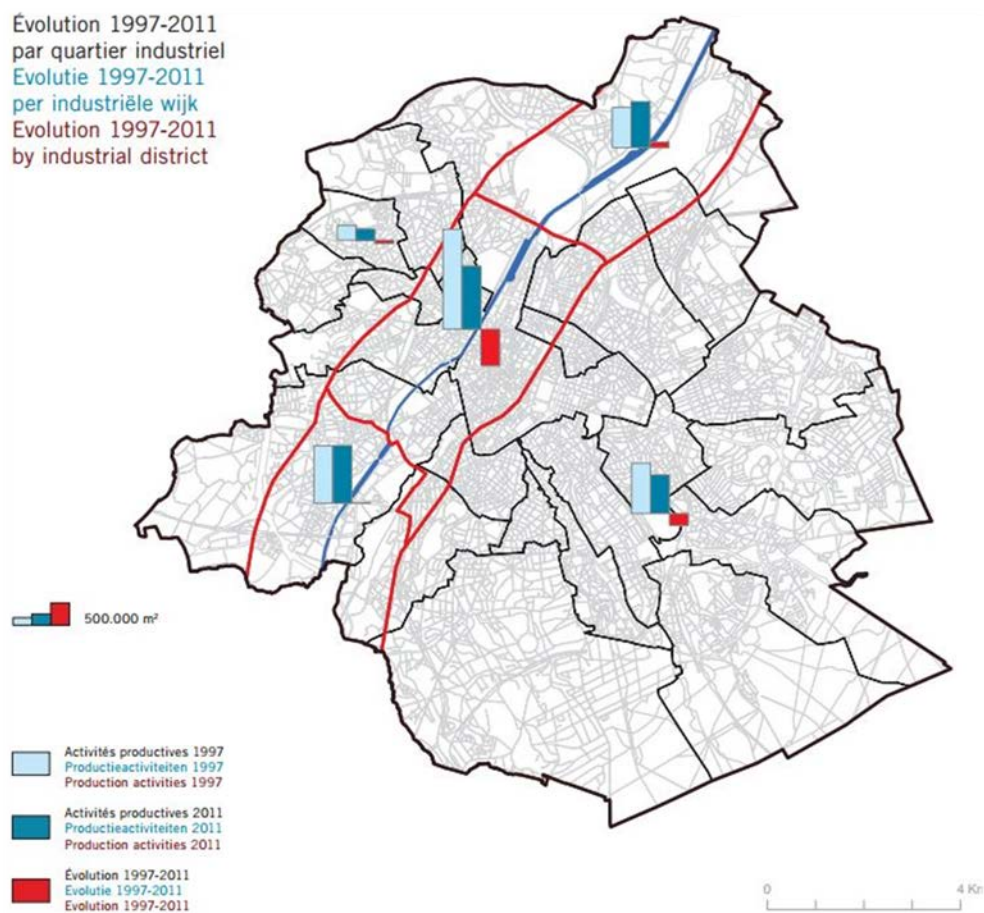 Évolution 1997-2011
par quartier industriel
Evolutie 1997-2011
per industriële wijk
Evolution 1997-2011
by industrial district
500.000 m²
Activités productives 1997
Productieactiviteiten 1997
Production activities 1997
Activités productives 2011
Productieactiviteiten 2011
Production activities 2011
Évolution 1997-2011
Evolutie 1997-2011
Evolution 1997-2011
0 4